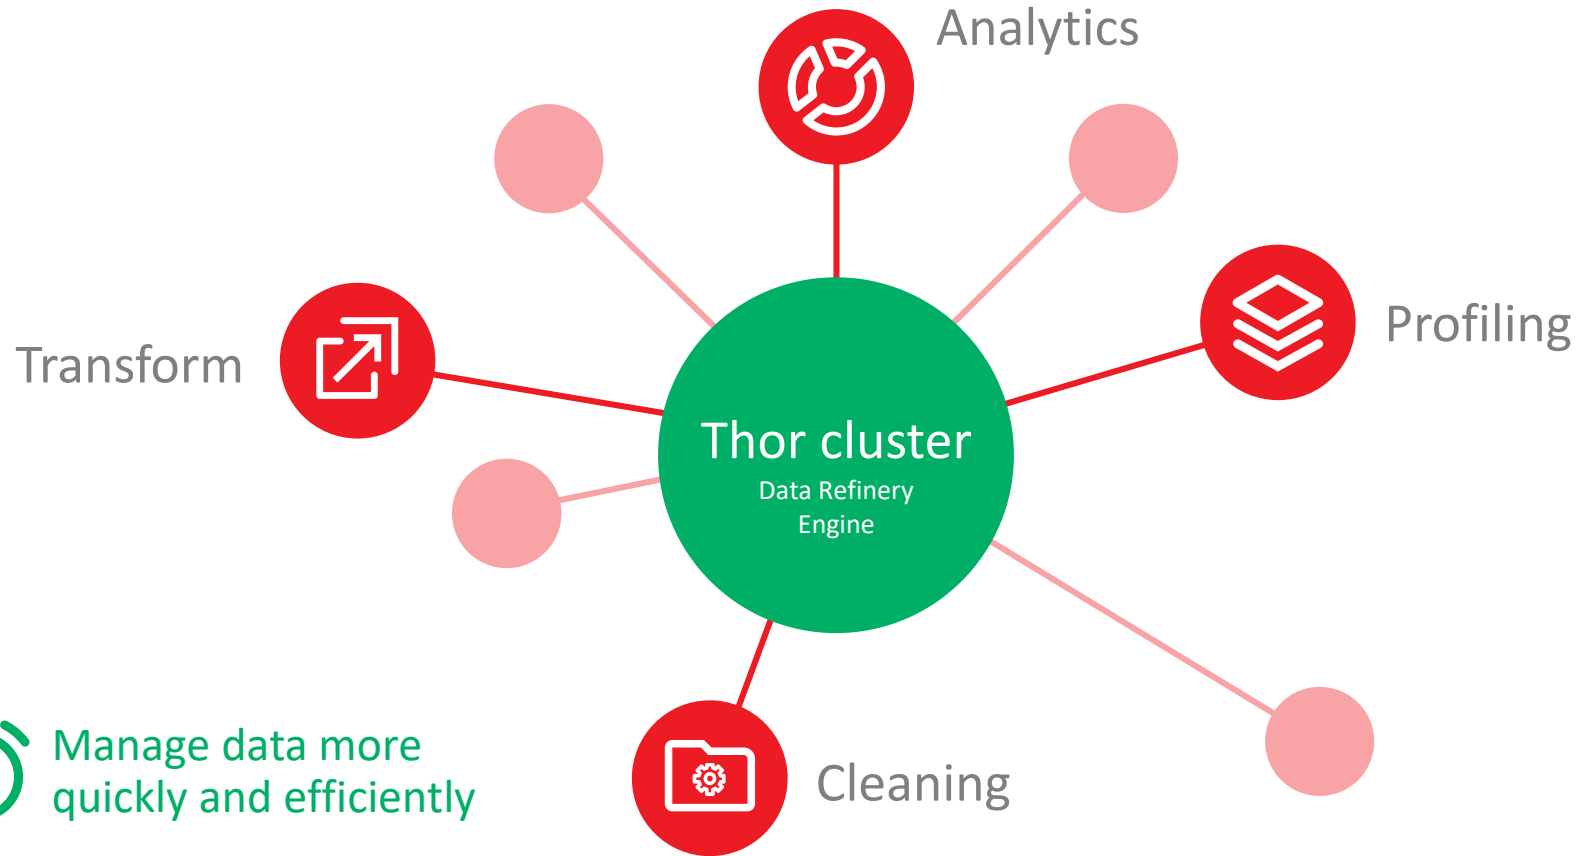 Analytics
Profiling
Transform
Thor cluster
Data Refinery
Engine
Manage data more
quickly and efficiently
Cleaning